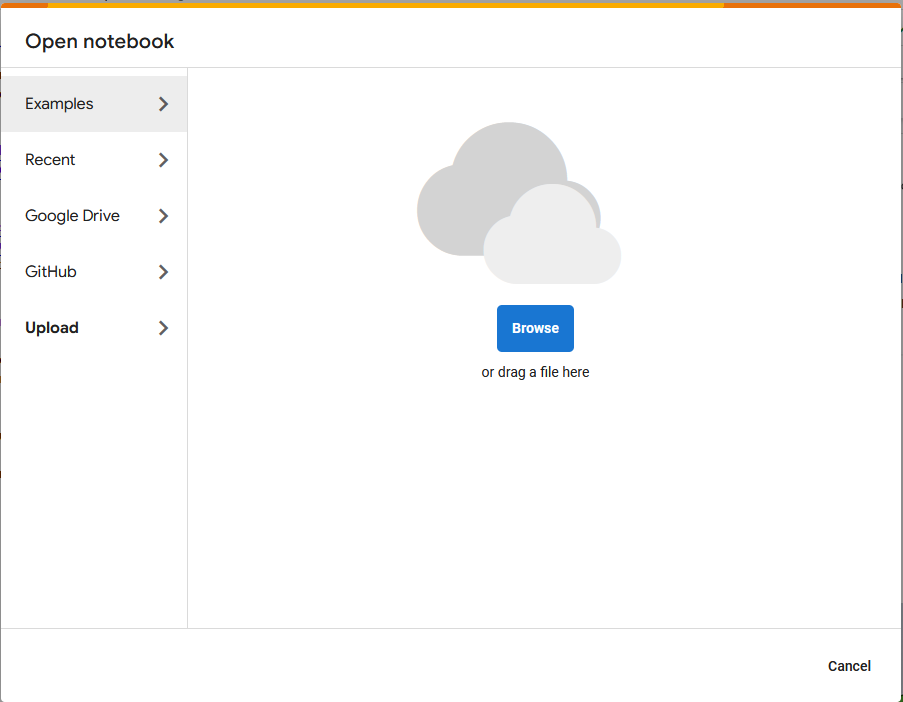 Open notebook
Examples
Recent
Google Drive
GitHub
Upload
Browse
or drag a file here
Cancel